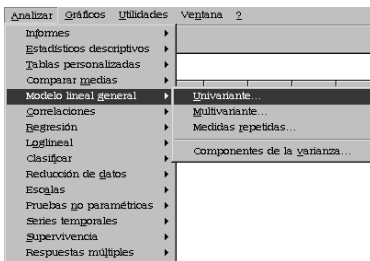 Analizar Gráficos Utilidades Ventana ?
Informes
Estadísticos descriptivos
Tablas personalizadas
Comparar medias
Modelo lineal general
Univariante...
Correlaciones
Multivariante...
Regresión
Medidas repetidas...
Loglineal
Clasificar
Componentes de la varianza...
Reducción de datos
Escalas
Pruebas no paramétricas
Series temporales
Supervivencia
Respuestas múltiples